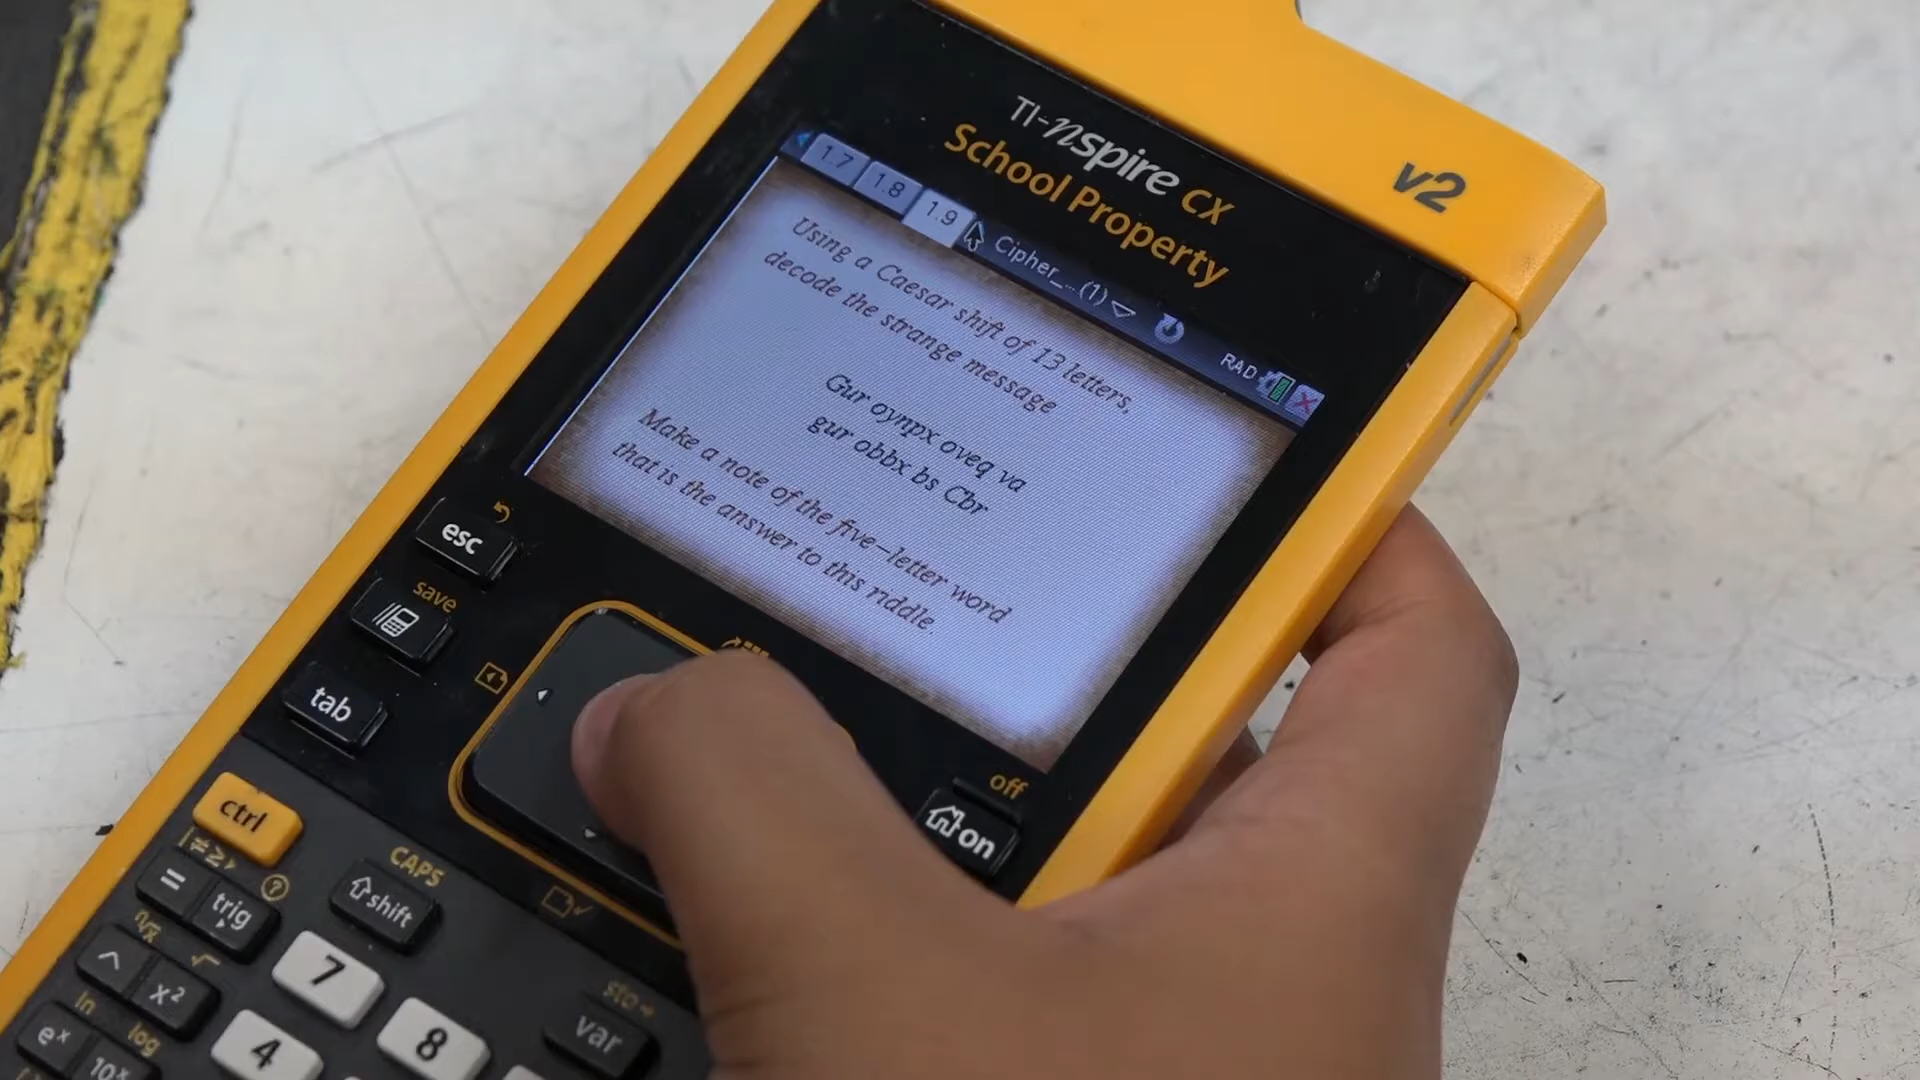 v2
TI-nspire CX
School Property
1.7 1.8 1.9 Cipher_...(1) RAD
Using a Caesar shift of 13 letters,
decode the strange message
Gur oynpx oveq va
gur obbx bs Cbr
Make a note of the five-letter word
that is the answer to this riddle.
esc
save
tab
off
on
ctrl
CAPS
shift
= trig
?
^ x²
7
8
4
sto→
var
ln
log
eˣ
10ˣ